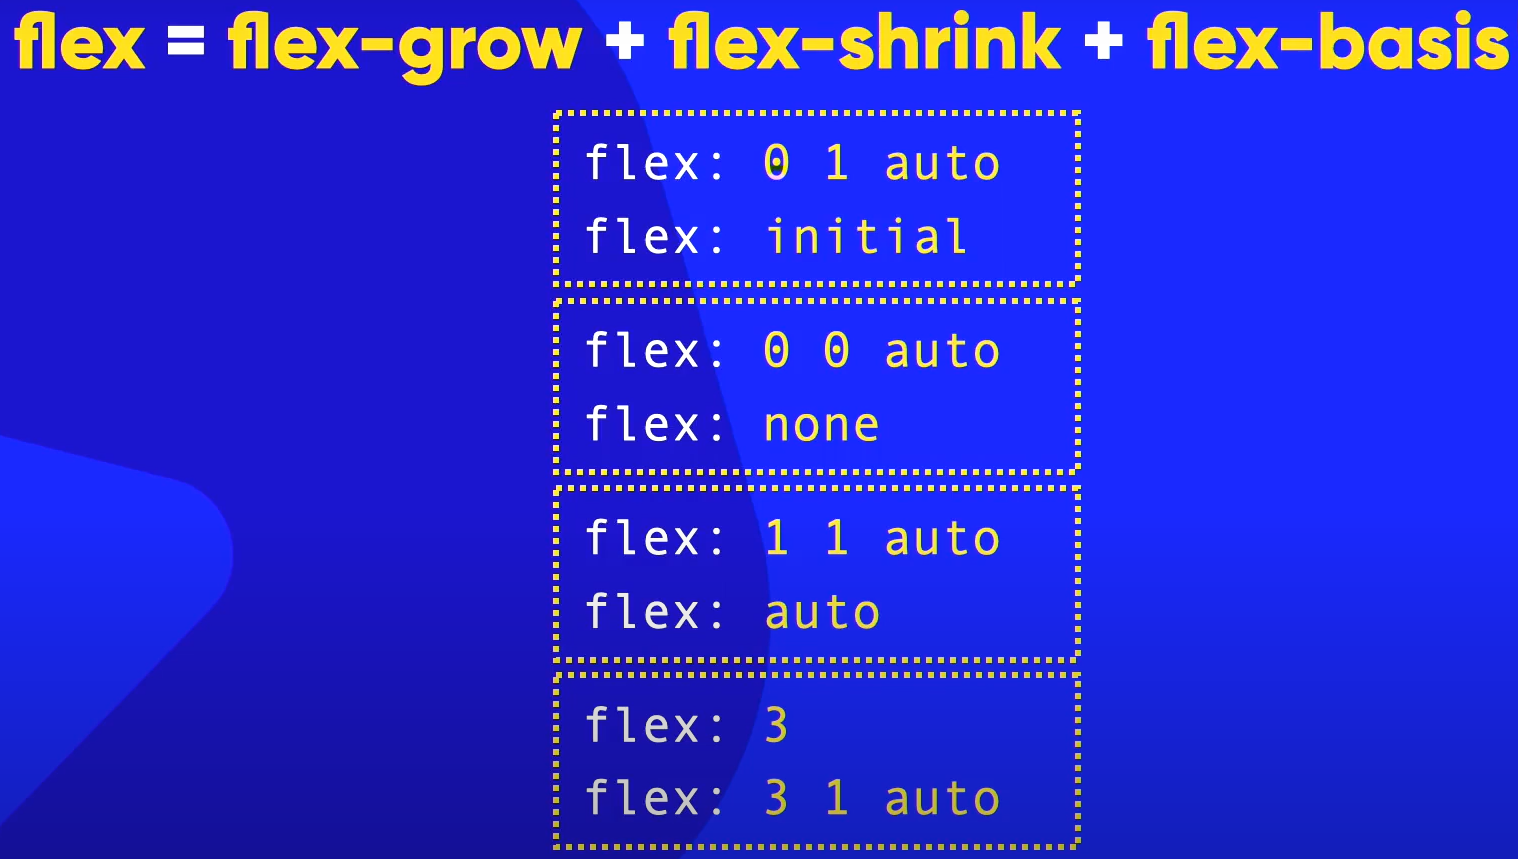 flex = flex-grow + flex-shrink + flex-basis
flex: 0 1 auto
flex: initial
flex: 0 0 auto
flex: none
flex: 1 1 auto
flex: auto
flex: 3
flex: 3 1 auto